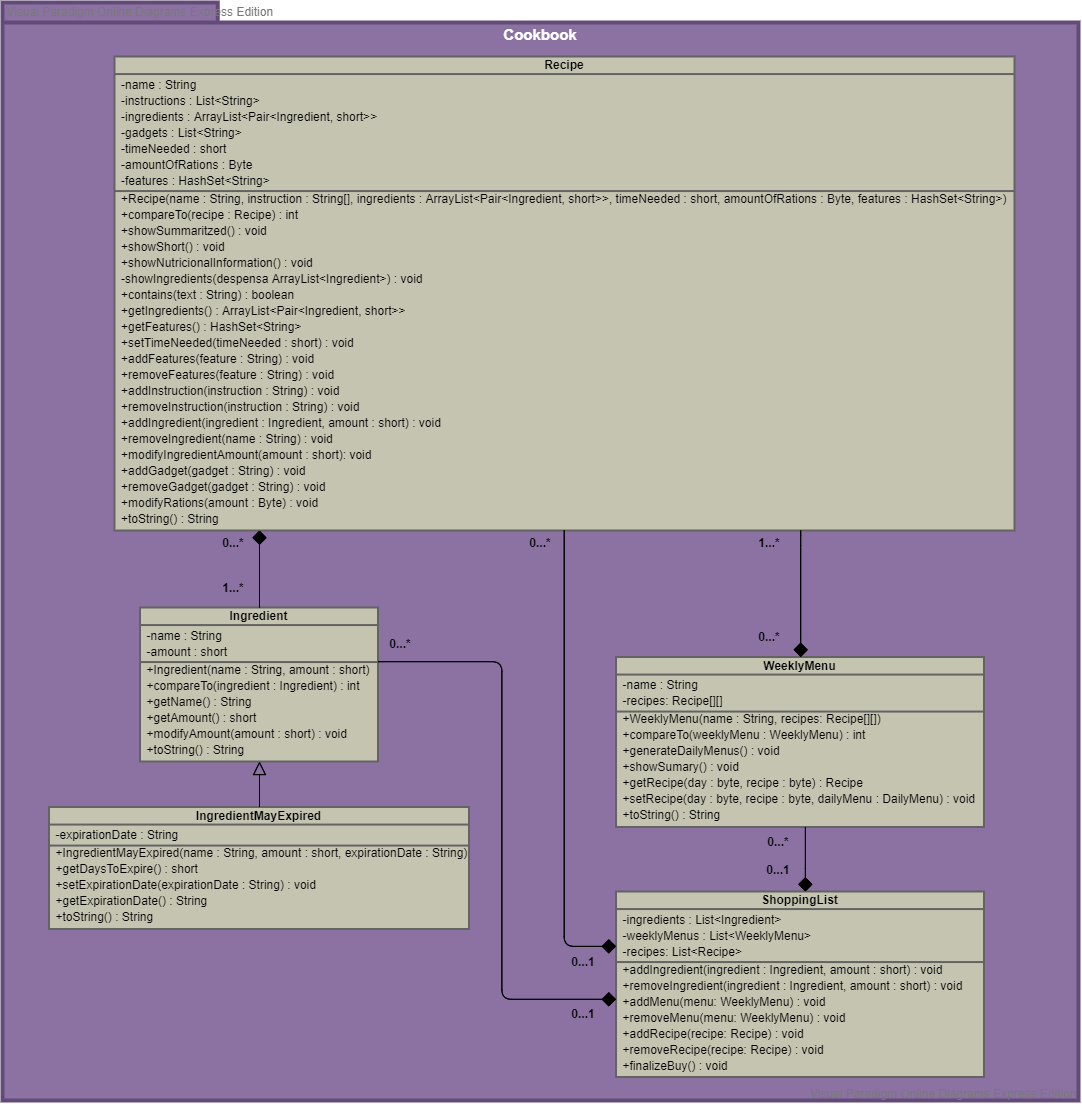 Visual Paradigm Online Diagrams Express Edition
Cookbook
Recipe
-name : String
-instructions : List<String>
-ingredients : ArrayList<Pair<Ingredient, short>>
-gadgets : List<String>
-timeNeeded : short
-amountOfRations : Byte
-features : HashSet<String>
+Recipe(name : String, instruction : String[], ingredients : ArrayList<Pair<Ingredient, short>>, timeNeeded : short, amountOfRations : Byte, features : HashSet<String>)
+compareTo(recipe : Recipe) : int
+showSummaritzed() : void
+showShort() : void
+showNutricionalInformation() : void
-showIngredients(despensa ArrayList<Ingredient>) : void
+contains(text : String) : boolean
+getIngredients() : ArrayList<Pair<Ingredient, short>>
+getFeatures() : HashSet<String>
+setTimeNeeded(timeNeeded : short) : void
+addFeatures(feature : String) : void
+removeFeatures(feature : String) : void
+addInstruction(instruction : String) : void
+removeInstruction(instruction : String) : void
+addIngredient(ingredient : Ingredient, amount : short) : void
+removeIngredient(name : String) : void
+modifyIngredientAmount(amount : short): void
+addGadget(gadget : String) : void
+removeGadget(gadget : String) : void
+modifyRations(amount : Byte) : void
+toString() : String
0...*
0...*
1...*
1...*
Ingredient
-name : String
-amount : short
+Ingredient(name : String, amount : short)
+compareTo(ingredient : Ingredient) : int
+getName() : String
+getAmount() : short
+modifyAmount(amount : short) : void
+toString() : String
0...*
0...*
WeeklyMenu
-name : String
-recipes: Recipe[][]
+WeeklyMenu(name : String, recipes: Recipe[][])
+compareTo(weeklyMenu : WeeklyMenu) : int
+generateDailyMenus() : void
+showSumary() : void
+getRecipe(day : byte, recipe : byte) : Recipe
+setRecipe(day : byte, recipe : byte, dailyMenu : DailyMenu) : void
+toString() : String
IngredientMayExpired
-expirationDate : String
+IngredientMayExpired(name : String, amount : short, expirationDate : String)
+getDaysToExpire() : short
+setExpirationDate(expirationDate : String) : void
+getExpirationDate() : String
+toString() : String
0...*
0...1
ShoppingList
-ingredients : List<Ingredient>
-weeklyMenus : List<WeeklyMenu>
-recipes: List<Recipe>
+addIngredient(ingredient : Ingredient, amount : short) : void
+removeIngredient(ingredient : Ingredient, amount : short) : void
+addMenu(menu: WeeklyMenu) : void
+removeMenu(menu: WeeklyMenu) : void
+addRecipe(recipe: Recipe) : void
+removeRecipe(recipe: Recipe) : void
+finalizeBuy() : void
0...1
0...1
Visual Paradigm Online Diagrams Express Edition